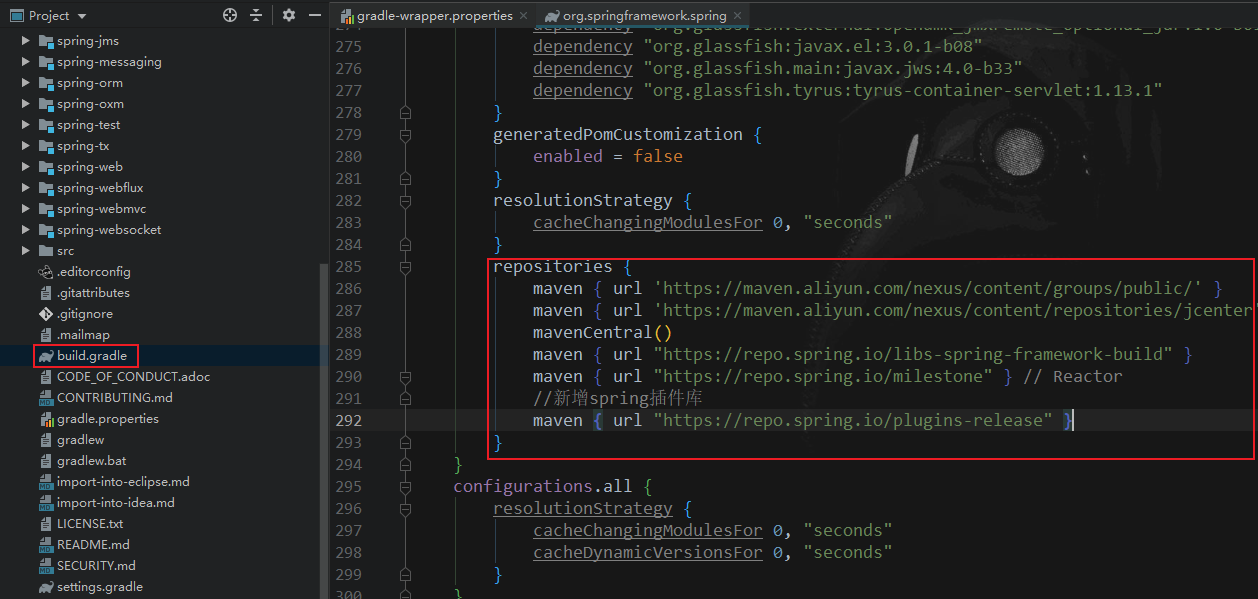 Project
gradle-wrapper.properties
org.springframework.spring
spring-jms
spring-messaging
spring-orm
spring-oxm
spring-test
spring-tx
spring-web
spring-webflux
spring-webmvc
spring-websocket
src
.editorconfig
.gitattributes
.gitignore
.mailmap
build.gradle
CODE_OF_CONDUCT.adoc
CONTRIBUTING.md
gradle.properties
gradlew
gradlew.bat
import-into-eclipse.md
import-into-idea.md
LICENSE.txt
README.md
SECURITY.md
settings.gradle
275 dependency "org.glassfish:javax.el:3.0.1-b08"
276 dependency "org.glassfish.main:javax.jws:4.0-b33"
277 dependency "org.glassfish.tyrus:tyrus-container-servlet:1.13.1"
278 }
279 generatedPomCustomization {
280 enabled = false
281 }
282 resolutionStrategy {
283 cacheChangingModulesFor 0, "seconds"
284 }
285 repositories {
286 maven { url 'https://maven.aliyun.com/nexus/content/groups/public/' }
287 maven { url 'https://maven.aliyun.com/nexus/content/repositories/jcenter'
288 mavenCentral()
289 maven { url "https://repo.spring.io/libs-spring-framework-build" }
290 maven { url "https://repo.spring.io/milestone" } // Reactor
291 //新增spring插件库
292 maven { url "https://repo.spring.io/plugins-release" }
293 }
294 }
295 configurations.all {
296 resolutionStrategy {
297 cacheChangingModulesFor 0, "seconds"
298 cacheDynamicVersionsFor 0, "seconds"
299 }
300 }